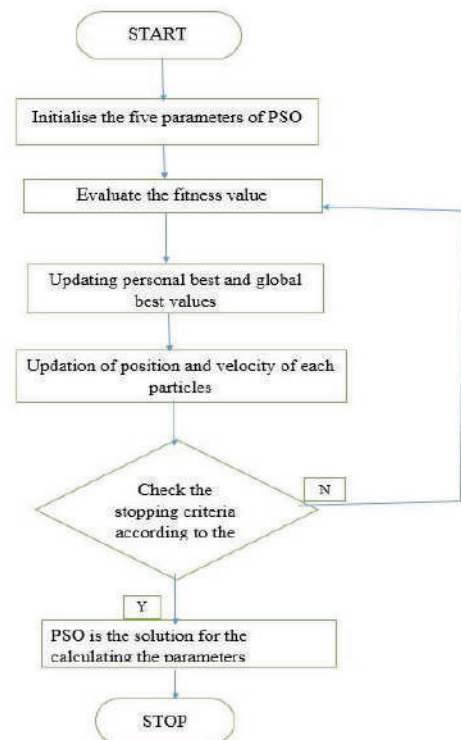 START
Initialise the five parameters of PSO
Evaluate the fitness value
Updating personal best and global
best values
Updation of position and velocity of each
particles
Check the
stopping criteria
according to the
N
Y
PSO is the solution for the
calculating the parameters
STOP